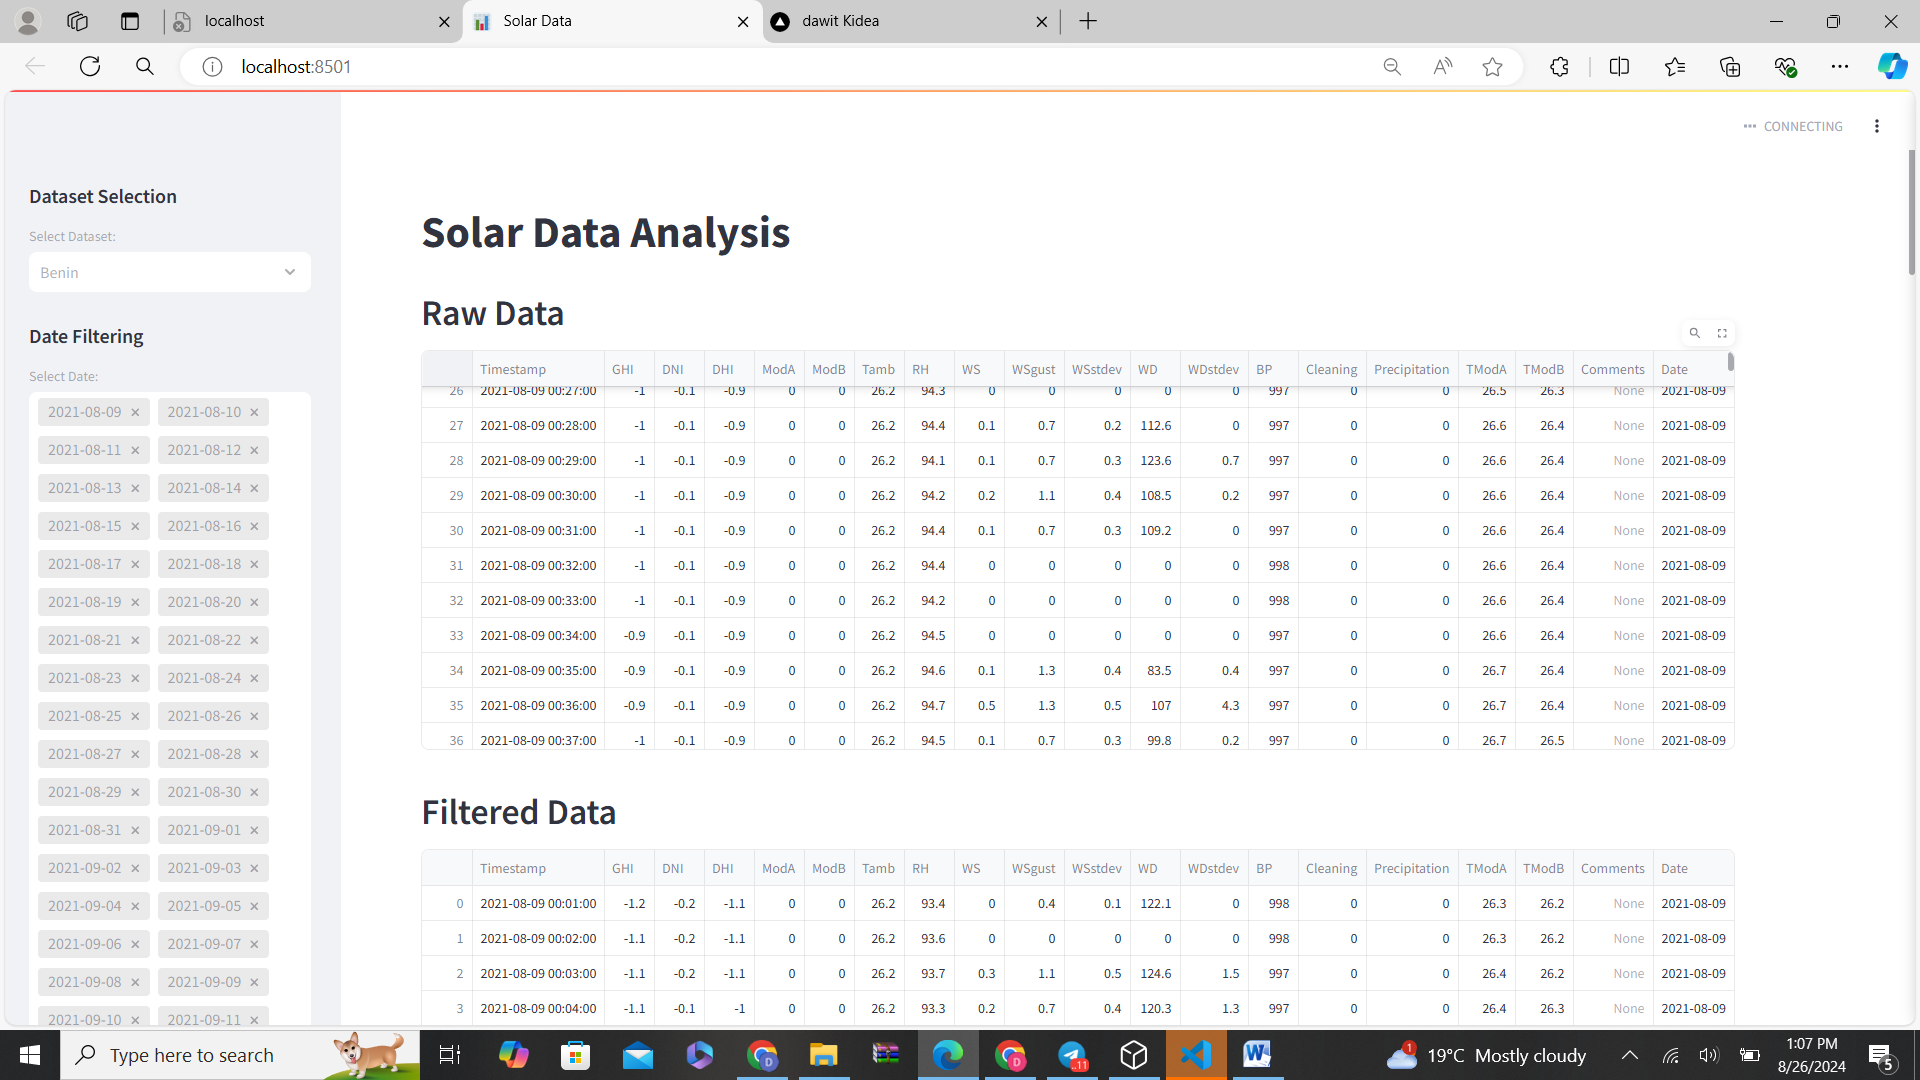 localhost
Solar Data
dawit Kidea
localhost:8501
CONNECTING
Dataset Selection
Select Dataset:
Benin
Date Filtering
Select Date:
2021-08-09 2021-08-10
2021-08-11 2021-08-12
2021-08-13 2021-08-14
2021-08-15 2021-08-16
2021-08-17 2021-08-18
2021-08-19 2021-08-20
2021-08-21 2021-08-22
2021-08-23 2021-08-24
2021-08-25 2021-08-26
2021-08-27 2021-08-28
2021-08-29 2021-08-30
2021-08-31 2021-09-01
2021-09-02 2021-09-03
2021-09-04 2021-09-05
2021-09-06 2021-09-07
2021-09-08 2021-09-09
2021-09-10 2021-09-11
Solar Data Analysis
Raw Data
Timestamp GHI DNI DHI ModA ModB Tamb RH WS WSgust WSstdev WD WDstdev BP Cleaning Precipitation TModA TModB Comments Date
26 2021-08-09 00:27:00 -1 -0.1 -0.9 0 0 26.2 94.3 0 0 0 0 0 997 0 0 26.5 26.3 None 2021-08-09
27 2021-08-09 00:28:00 -1 -0.1 -0.9 0 0 26.2 94.4 0.1 0.7 0.2 112.6 0 997 0 0 26.6 26.4 None 2021-08-09
28 2021-08-09 00:29:00 -1 -0.1 -0.9 0 0 26.2 94.1 0.1 0.7 0.3 123.6 0.7 997 0 0 26.6 26.4 None 2021-08-09
29 2021-08-09 00:30:00 -1 -0.1 -0.9 0 0 26.2 94.2 0.2 1.1 0.4 108.5 0.2 997 0 0 26.6 26.4 None 2021-08-09
30 2021-08-09 00:31:00 -1 -0.1 -0.9 0 0 26.2 94.4 0.1 0.7 0.3 109.2 0 997 0 0 26.6 26.4 None 2021-08-09
31 2021-08-09 00:32:00 -1 -0.1 -0.9 0 0 26.2 94.4 0 0 0 0 0 998 0 0 26.6 26.4 None 2021-08-09
32 2021-08-09 00:33:00 -1 -0.1 -0.9 0 0 26.2 94.2 0 0 0 0 0 998 0 0 26.6 26.4 None 2021-08-09
33 2021-08-09 00:34:00 -0.9 -0.1 -0.9 0 0 26.2 94.5 0 0 0 0 0 997 0 0 26.6 26.4 None 2021-08-09
34 2021-08-09 00:35:00 -0.9 -0.1 -0.9 0 0 26.2 94.6 0.1 1.3 0.4 83.5 0.4 997 0 0 26.7 26.4 None 2021-08-09
35 2021-08-09 00:36:00 -0.9 -0.1 -0.9 0 0 26.2 94.7 0.5 1.3 0.5 107 4.3 997 0 0 26.7 26.4 None 2021-08-09
36 2021-08-09 00:37:00 -1 -0.1 -0.9 0 0 26.2 94.5 0.1 0.7 0.3 99.8 0.2 997 0 0 26.7 26.5 None 2021-08-09
Filtered Data
Timestamp GHI DNI DHI ModA ModB Tamb RH WS WSgust WSstdev WD WDstdev BP Cleaning Precipitation TModA TModB Comments Date
0 2021-08-09 00:01:00 -1.2 -0.2 -1.1 0 0 26.2 93.4 0 0.4 0.1 122.1 0 998 0 0 26.3 26.2 None 2021-08-09
1 2021-08-09 00:02:00 -1.1 -0.2 -1.1 0 0 26.2 93.6 0 0 0 0 0 998 0 0 26.3 26.2 None 2021-08-09
2 2021-08-09 00:03:00 -1.1 -0.2 -1.1 0 0 26.2 93.7 0.3 1.1 0.5 124.6 1.5 997 0 0 26.4 26.2 None 2021-08-09
3 2021-08-09 00:04:00 -1.1 -0.1 -1 0 0 26.2 93.3 0.2 0.7 0.4 120.3 1.3 997 0 0 26.4 26.3 None 2021-08-09
Type here to search
..11
1
19°C Mostly cloudy
1:07 PM
8/26/2024
5